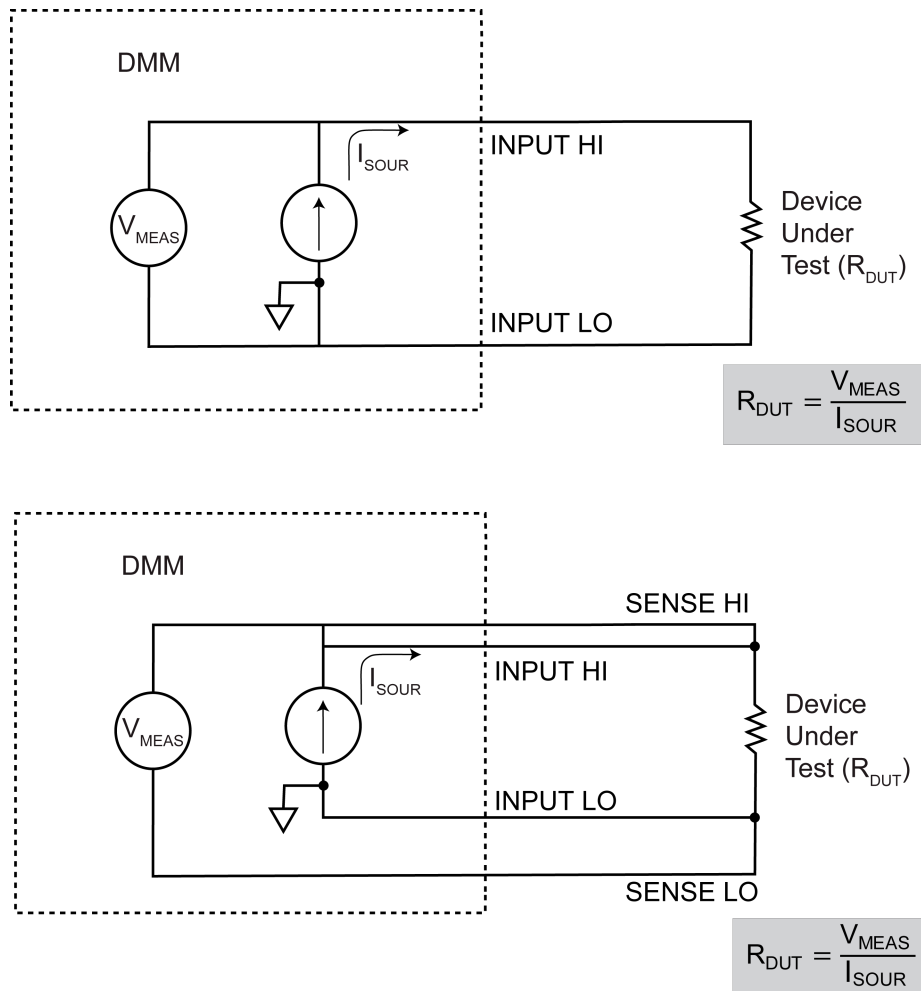 DMM
I_SOUR
INPUT HI
V_MEAS
Device
Under
Test (R_DUT)
INPUT LO
R_DUT = V_MEAS / I_SOUR
DMM
SENSE HI
INPUT HI
I_SOUR
V_MEAS
Device
Under
Test (R_DUT)
INPUT LO
SENSE LO
R_DUT = V_MEAS / I_SOUR